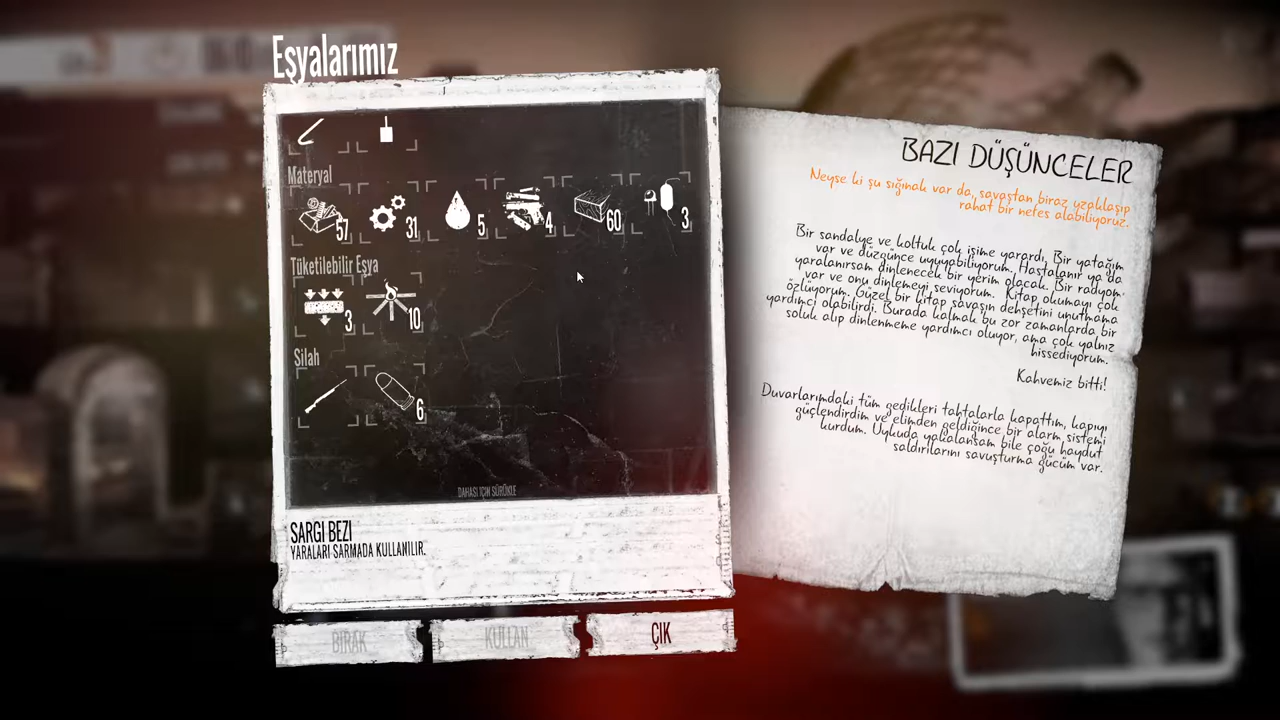 Eşyalarımız
Materyal
57
31
5
4
60
3
Tüketilebilir Eşya
3
10
Silah
6
DAHASI İÇİN SÜRÜKLE
SARGI BEZI
YARALARI SARMADA KULLANILIR.
BIRAK
KULLAN
ÇIK
BAZI DÜŞÜNCELER
Neyse ki şu sığınak var da, savaştan biraz uzaklaşıp
rahat bir nefes alabiliyoruz.
Bir sandalye ve koltuk çok işime yarardı, Bir yatağım
var ve düzgünce uyuyabiliyorum. Hastalanır ya da
yaralanırsam dinlenecek bir yerim olacak. Bir radyom
var ve onu dinlemeyi seviyorum. Kitap okumayı çok
özlüyorum. Güzel bir kitap savaşın dehşetini unutmama
yardımcı olabilirdi. Burada kalmak bu zor zamanlarda bir
soluk alıp dinlenmeme yardımcı oluyor, ama çok yalnız
hissediyorum.
Kahvemiz bitti!
Duvarlarımdaki tüm gedikleri tahtalarla kapattım, kapıyı
güçlendirdim ve elimden geldiğince bir alarm sistemi
kurdum. Uykuda yakalansam bile çoğu haydut
saldırılarını savuşturma gücüm var.